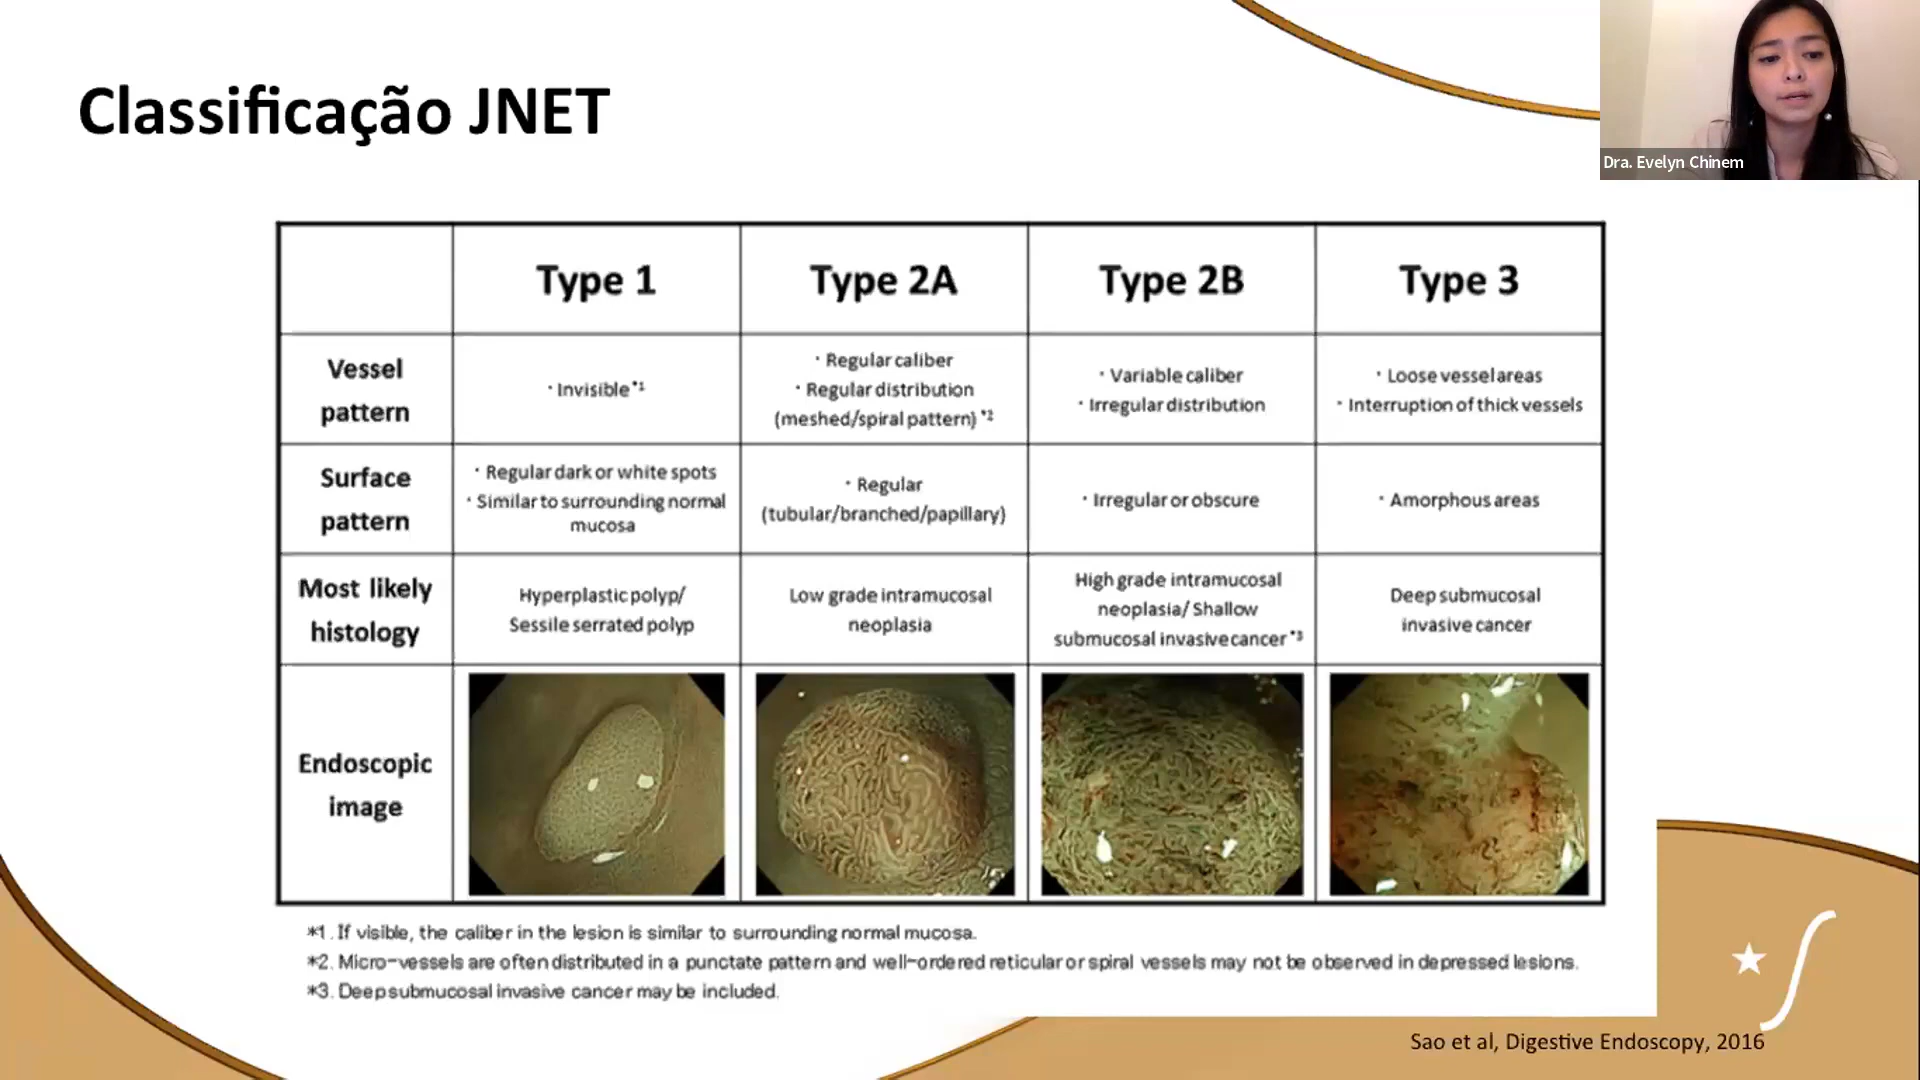 Classificação JNET
Dra. Evelyn Chinem
Type 1
Type 2A
Type 2B
Type 3
Vessel
pattern
· Invisible*1
· Regular caliber
· Regular distribution
(meshed/spiral pattern) *2
· Variable caliber
· Irregular distribution
· Loose vessel areas
· Interruption of thick vessels
Surface
pattern
· Regular dark or white spots
· Similar to surrounding normal
mucosa
· Regular
(tubular/branched/papillary)
· Irregular or obscure
· Amorphous areas
Most likely
histology
Hyperplastic polyp/
Sessile serrated polyp
Low grade intramucosal
neoplasia
High grade intramucosal
neoplasia/ Shallow
submucosal invasive cancer *3
Deep submucosal
invasive cancer
Endoscopic
image
*1. If visible, the caliber in the lesion is similar to surrounding normal mucosa.
*2. Micro-vessels are often distributed in a punctate pattern and well-ordered reticular or spiral vessels may not be observed in depressed lesions.
*3. Deep submucosal invasive cancer may be included.
Sao et al, Digestive Endoscopy, 2016